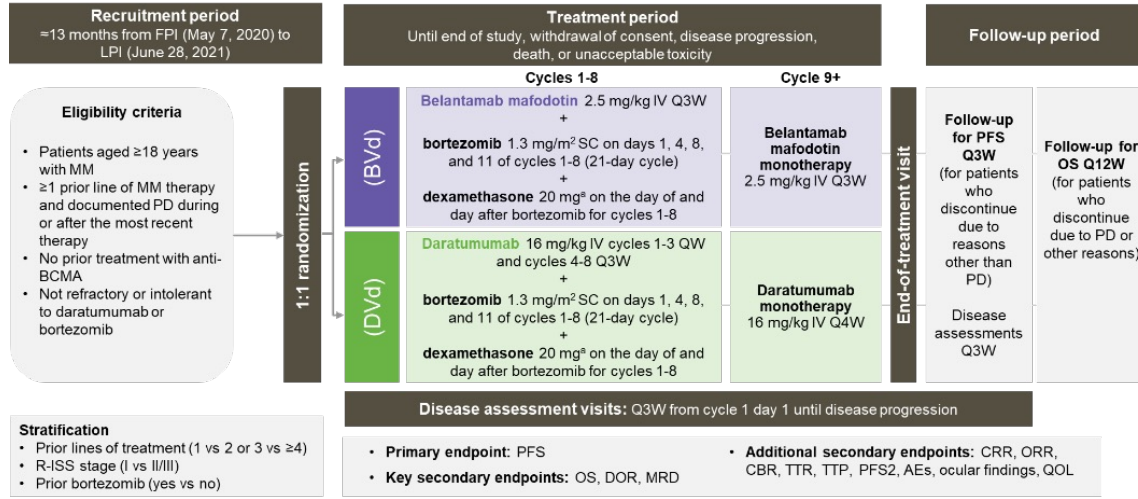 Recruitment period
≈13 months from FPI (May 7, 2020) to
LPI (June 28, 2021)
Treatment period
Until end of study, withdrawal of consent, disease progression,
death, or unacceptable toxicity
Follow-up period
Eligibility criteria
• Patients aged ≥18 years
with MM
• ≥1 prior line of MM therapy
and documented PD during
or after the most recent
therapy
• No prior treatment with anti-
BCMA
• Not refractory or intolerant
to daratumumab or
bortezomib
1:1 randomization
Cycles 1-8
Cycle 9+
(BVd)
Belantamab mafodotin 2.5 mg/kg IV Q3W
+
bortezomib 1.3 mg/m² SC on days 1, 4, 8,
and 11 of cycles 1-8 (21-day cycle)
+
dexamethasone 20 mgᵃ on the day of and
day after bortezomib for cycles 1-8
Belantamab
mafodotin
monotherapy
2.5 mg/kg IV Q3W
(DVd)
Daratumumab 16 mg/kg IV cycles 1-3 QW
and cycles 4-8 Q3W
+
bortezomib 1.3 mg/m² SC on days 1, 4, 8,
and 11 of cycles 1-8 (21-day cycle)
+
dexamethasone 20 mgᵃ on the day of and
day after bortezomib for cycles 1-8
Daratumumab
monotherapy
16 mg/kg IV Q4W
End-of-treatment visit
Follow-up
for PFS
Q3W
(for patients
who
discontinue
due to
reasons
other than
PD)
Disease
assessments
Q3W
Follow-up for
OS Q12W
(for patients
who
discontinue
due to PD or
other reasons)
Disease assessment visits: Q3W from cycle 1 day 1 until disease progression
Stratification
• Prior lines of treatment (1 vs 2 or 3 vs ≥4)
• R-ISS stage (I vs II/III)
• Prior bortezomib (yes vs no)
• Primary endpoint: PFS
• Key secondary endpoints: OS, DOR, MRD
• Additional secondary endpoints: CRR, ORR,
CBR, TTR, TTP, PFS2, AEs, ocular findings, QOL